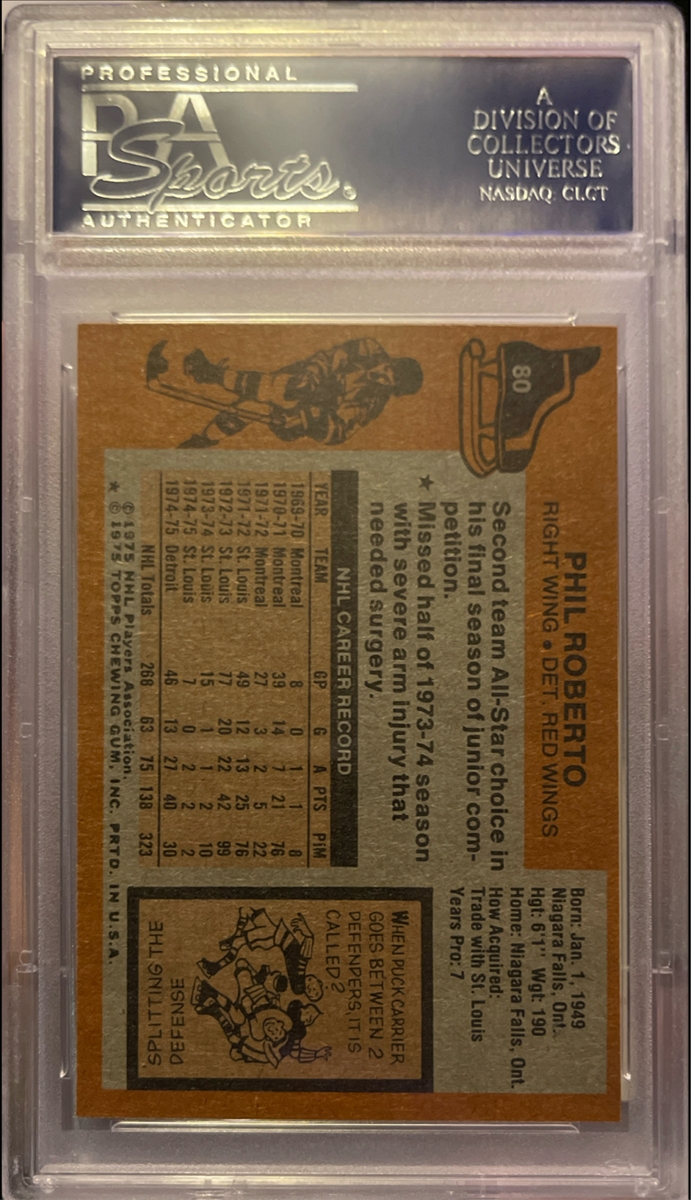 PROFESSIONAL
PSA
Sports®
AUTHENTICATOR
A
DIVISION OF
COLLECTORS
UNIVERSE
NASDAQ: CLCT
80
PHIL ROBERTO
RIGHT WING • DET. RED WINGS
Born: Jan. 1, 1949
Niagara Falls, Ont.
Hgt: 6'1" Wgt: 190
Home: Niagara Falls, Ont.
How Acquired:
Trade with St. Louis
Years Pro: 7
Second team All-Star choice in
his final season of junior com-
petition.
★ Missed half of 1973-74 season
with severe arm injury that
needed surgery.
NHL CAREER RECORD
YEAR TEAM GP G A PTS PIM
1969-70 Montreal 8 0 1 1 8
1970-71 Montreal 39 14 7 21 76
1971-72 Montreal 27 3 2 5 22
1971-72 St. Louis 49 12 13 25 76
1972-73 St. Louis 77 20 22 42 99
1973-74 St. Louis 15 1 1 2 10
1974-75 St. Louis 7 0 2 2 2
1974-75 Detroit 46 13 27 40 30
NHL Totals 268 63 75 138 323
WHEN PUCK CARRIER
GOES BETWEEN 2
DEFENDERS, IT IS
CALLED?
SPLITTING THE
DEFENSE
© 1975 NHL Players Association.
★ © 1975 TOPPS CHEWING GUM, INC. PRTD. IN U.S.A.